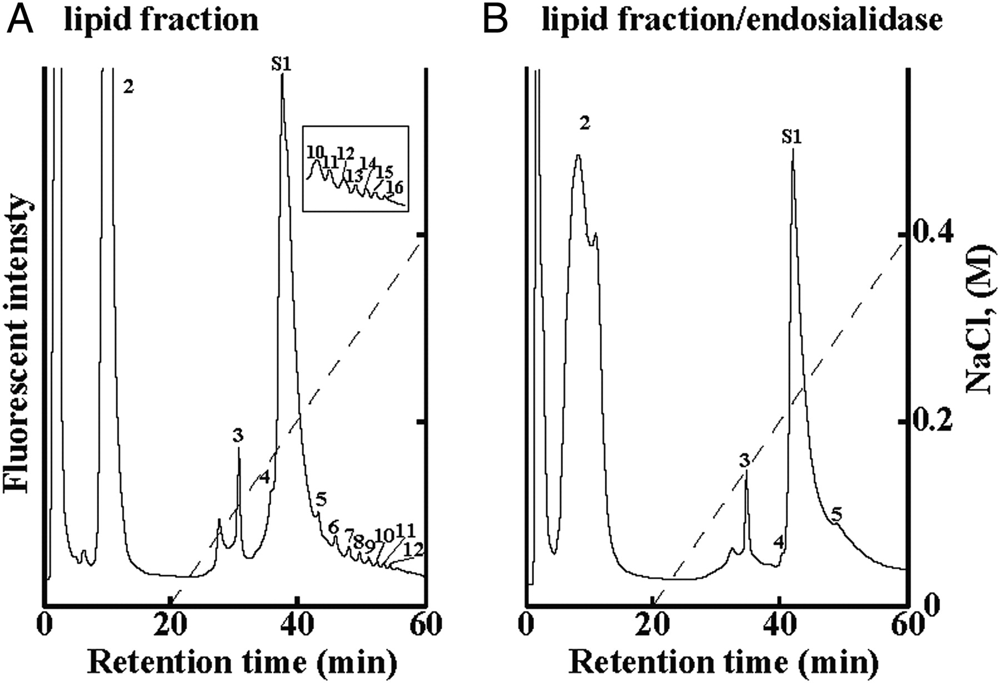 A lipid fraction
Fluorescent intensty
2
S1
10
11
12
13
14
15
16
3
4
5
6
7
8
9
10
11
12
0 20 40 60
Retention time (min)
B lipid fraction/endosialidase
2
S1
3
4
5
0.4
0.2
0
NaCl, (M)
0 20 40 60
Retention time (min)